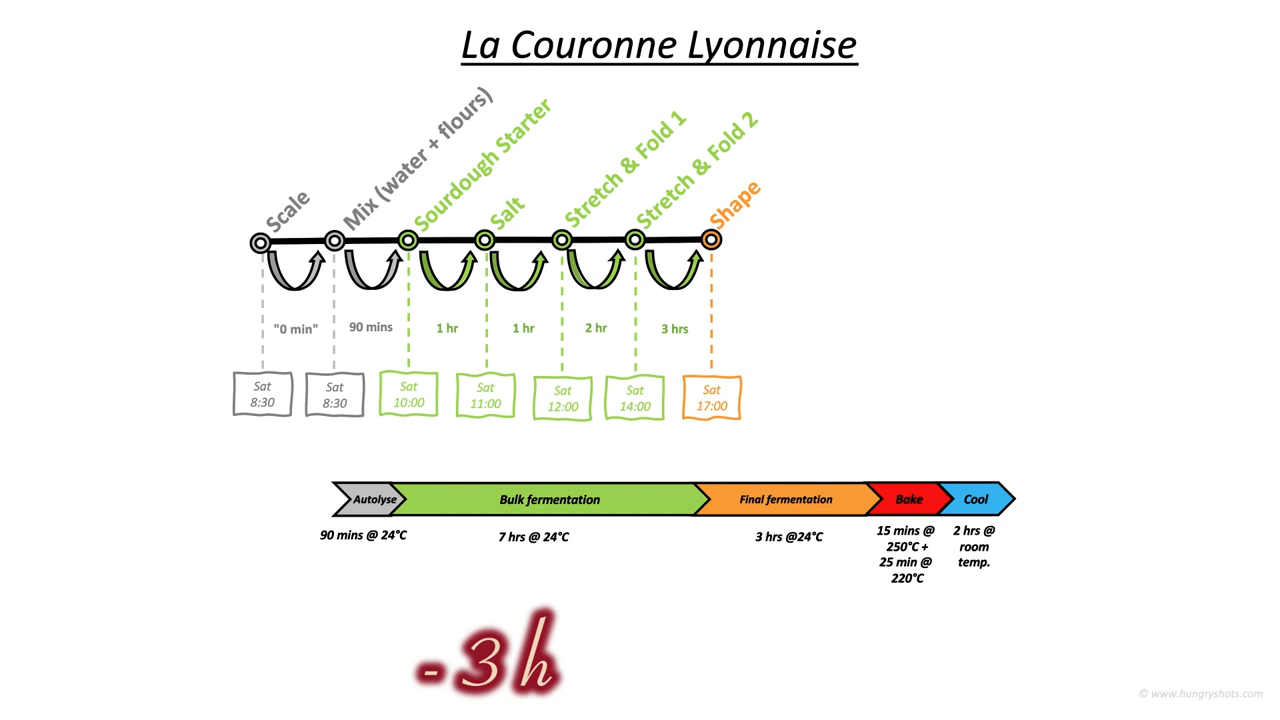 La Couronne Lyonnaise
Scale
Mix (water + flours)
Sourdough Starter
Salt
Stretch & Fold 1
Stretch & Fold 2
Shape
"0 min"
90 mins
1 hr
1 hr
2 hr
3 hrs
Sat
8:30
Sat
8:30
Sat
10:00
Sat
11:00
Sat
12:00
Sat
14:00
Sat
17:00
Autolyse
Bulk fermentation
Final fermentation
Bake
Cool
90 mins @ 24°C
7 hrs @ 24°C
3 hrs @24°C
15 mins @
250°C +
25 min @
220°C
2 hrs @
room
temp.
-3h
© www.hungryshots.com